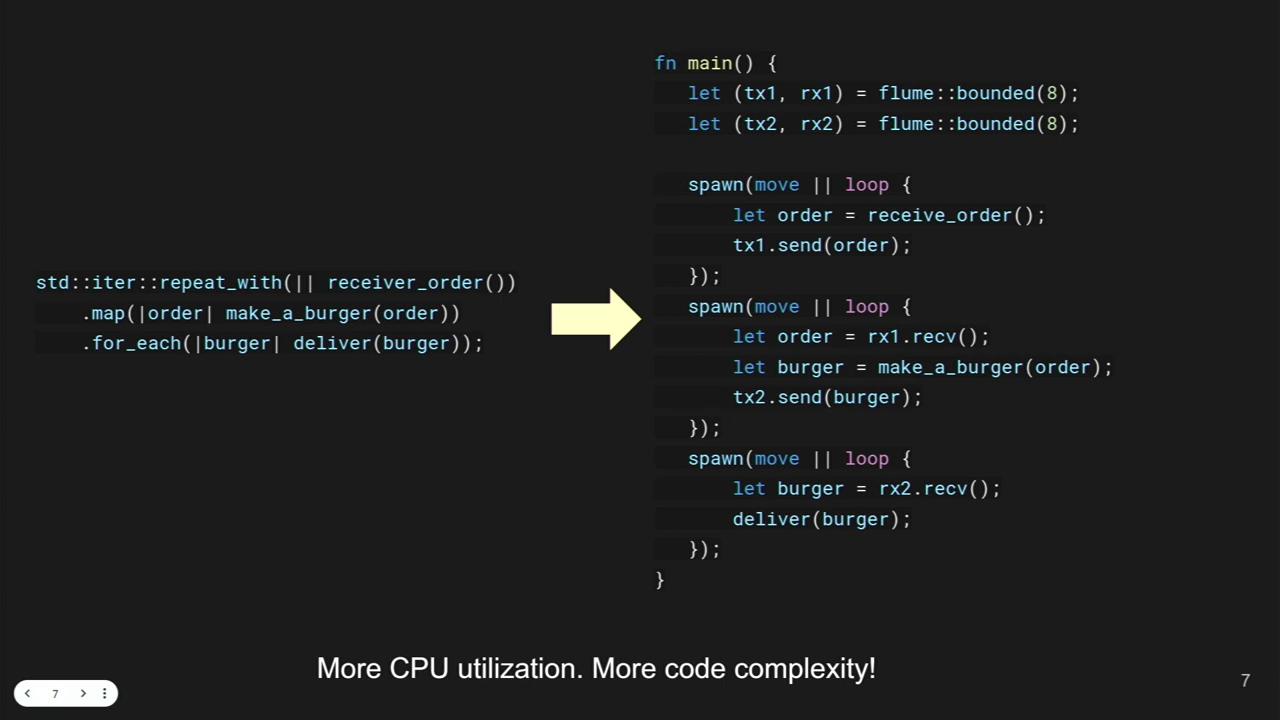 std::iter::repeat_with(|| receiver_order())
    .map(|order| make_a_burger(order))
    .for_each(|burger| deliver(burger));
fn main() {
   let (tx1, rx1) = flume::bounded(8);
   let (tx2, rx2) = flume::bounded(8);
   spawn(move || loop {
       let order = receive_order();
       tx1.send(order);
   });
   spawn(move || loop {
       let order = rx1.recv();
       let burger = make_a_burger(order);
       tx2.send(burger);
   });
   spawn(move || loop {
       let burger = rx2.recv();
       deliver(burger);
   });
}
More CPU utilization. More code complexity!
7
7